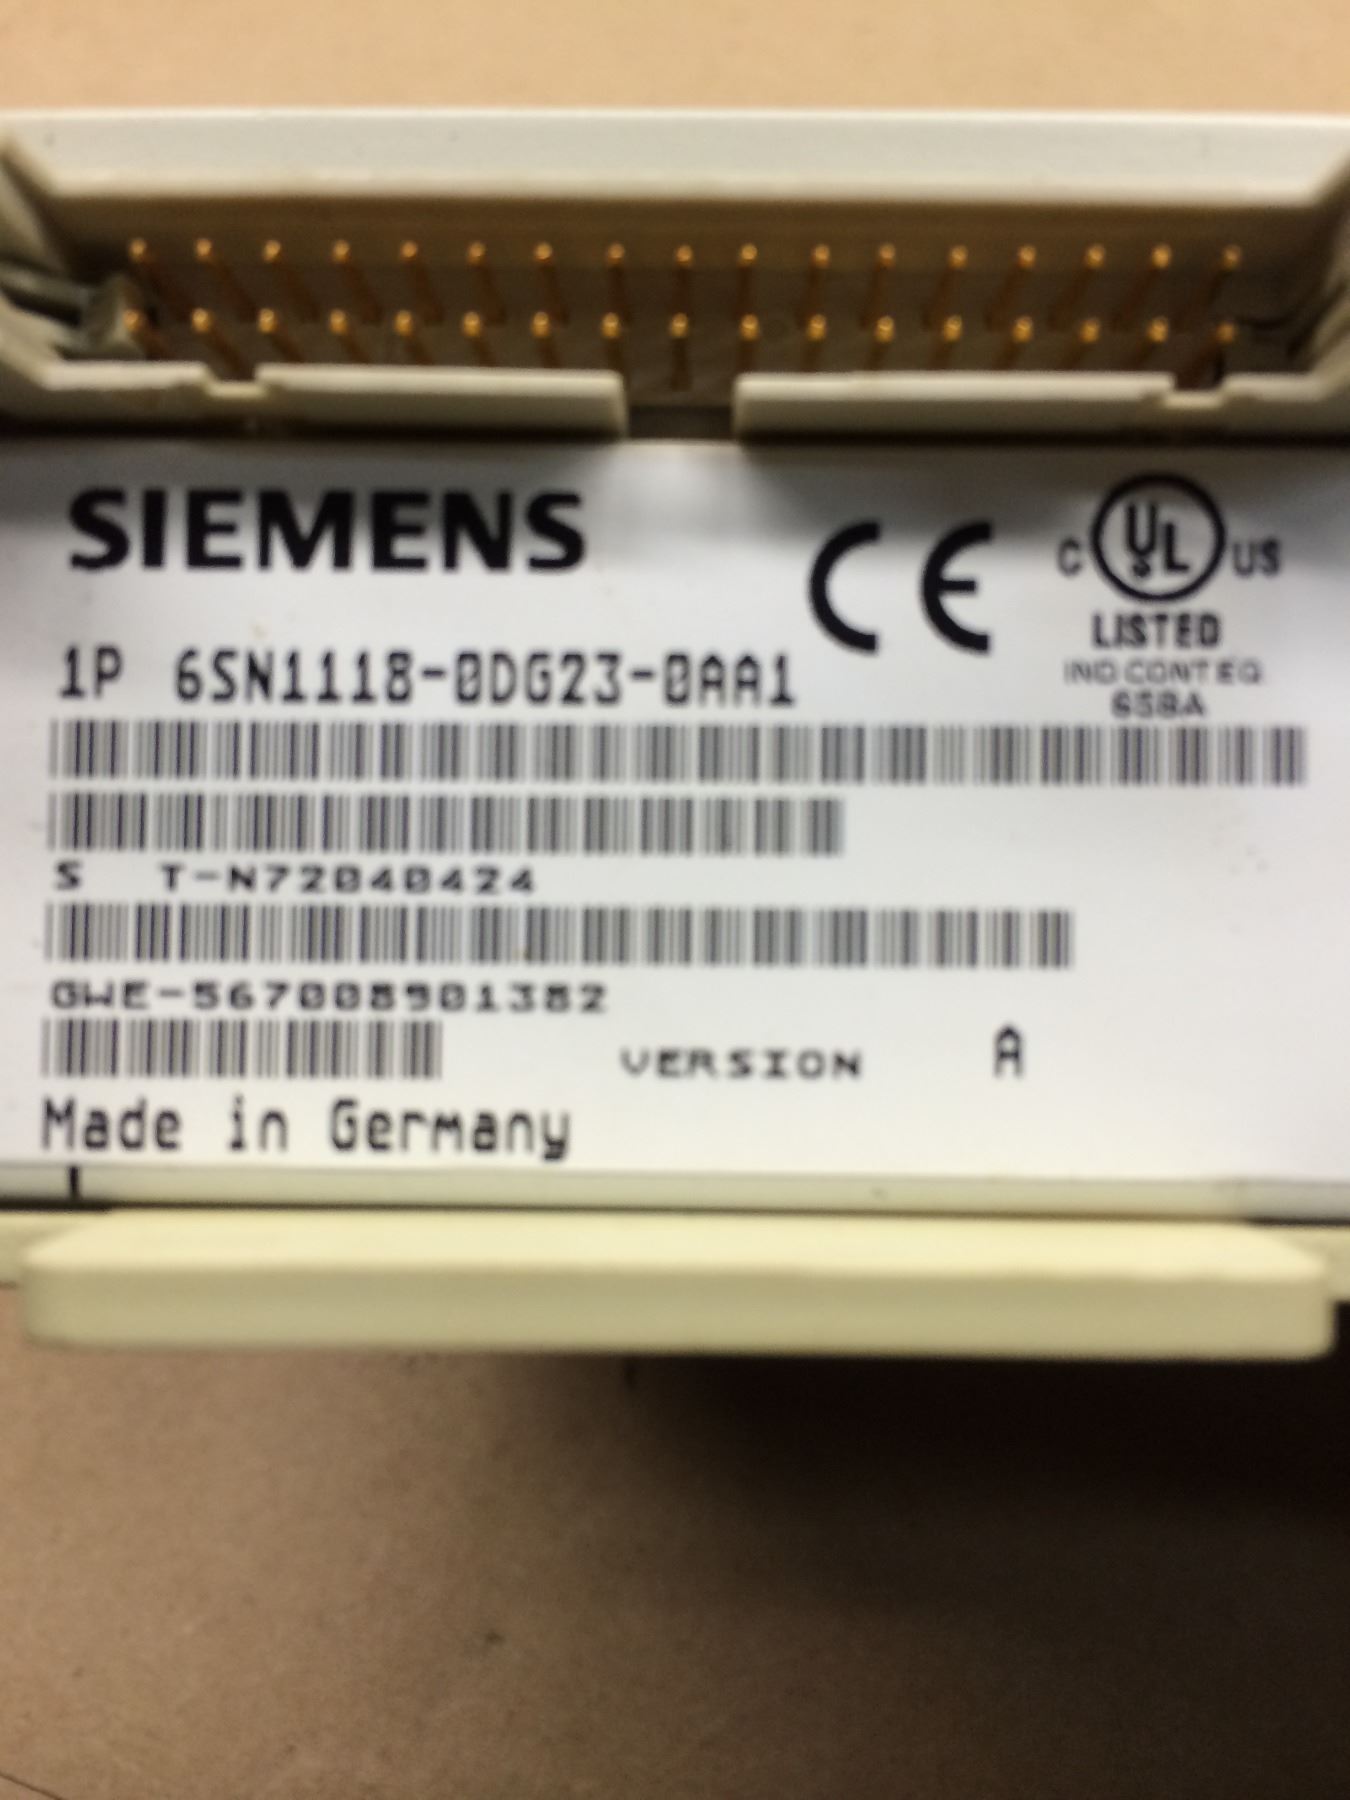 SIEMENS
CE
C UL US
LISTED
IND CONT EQ
658A
1P 6SN1118-0DG23-0AA1
S T-N72040424
GWE-567008901382
VERSION A
Made in Germany